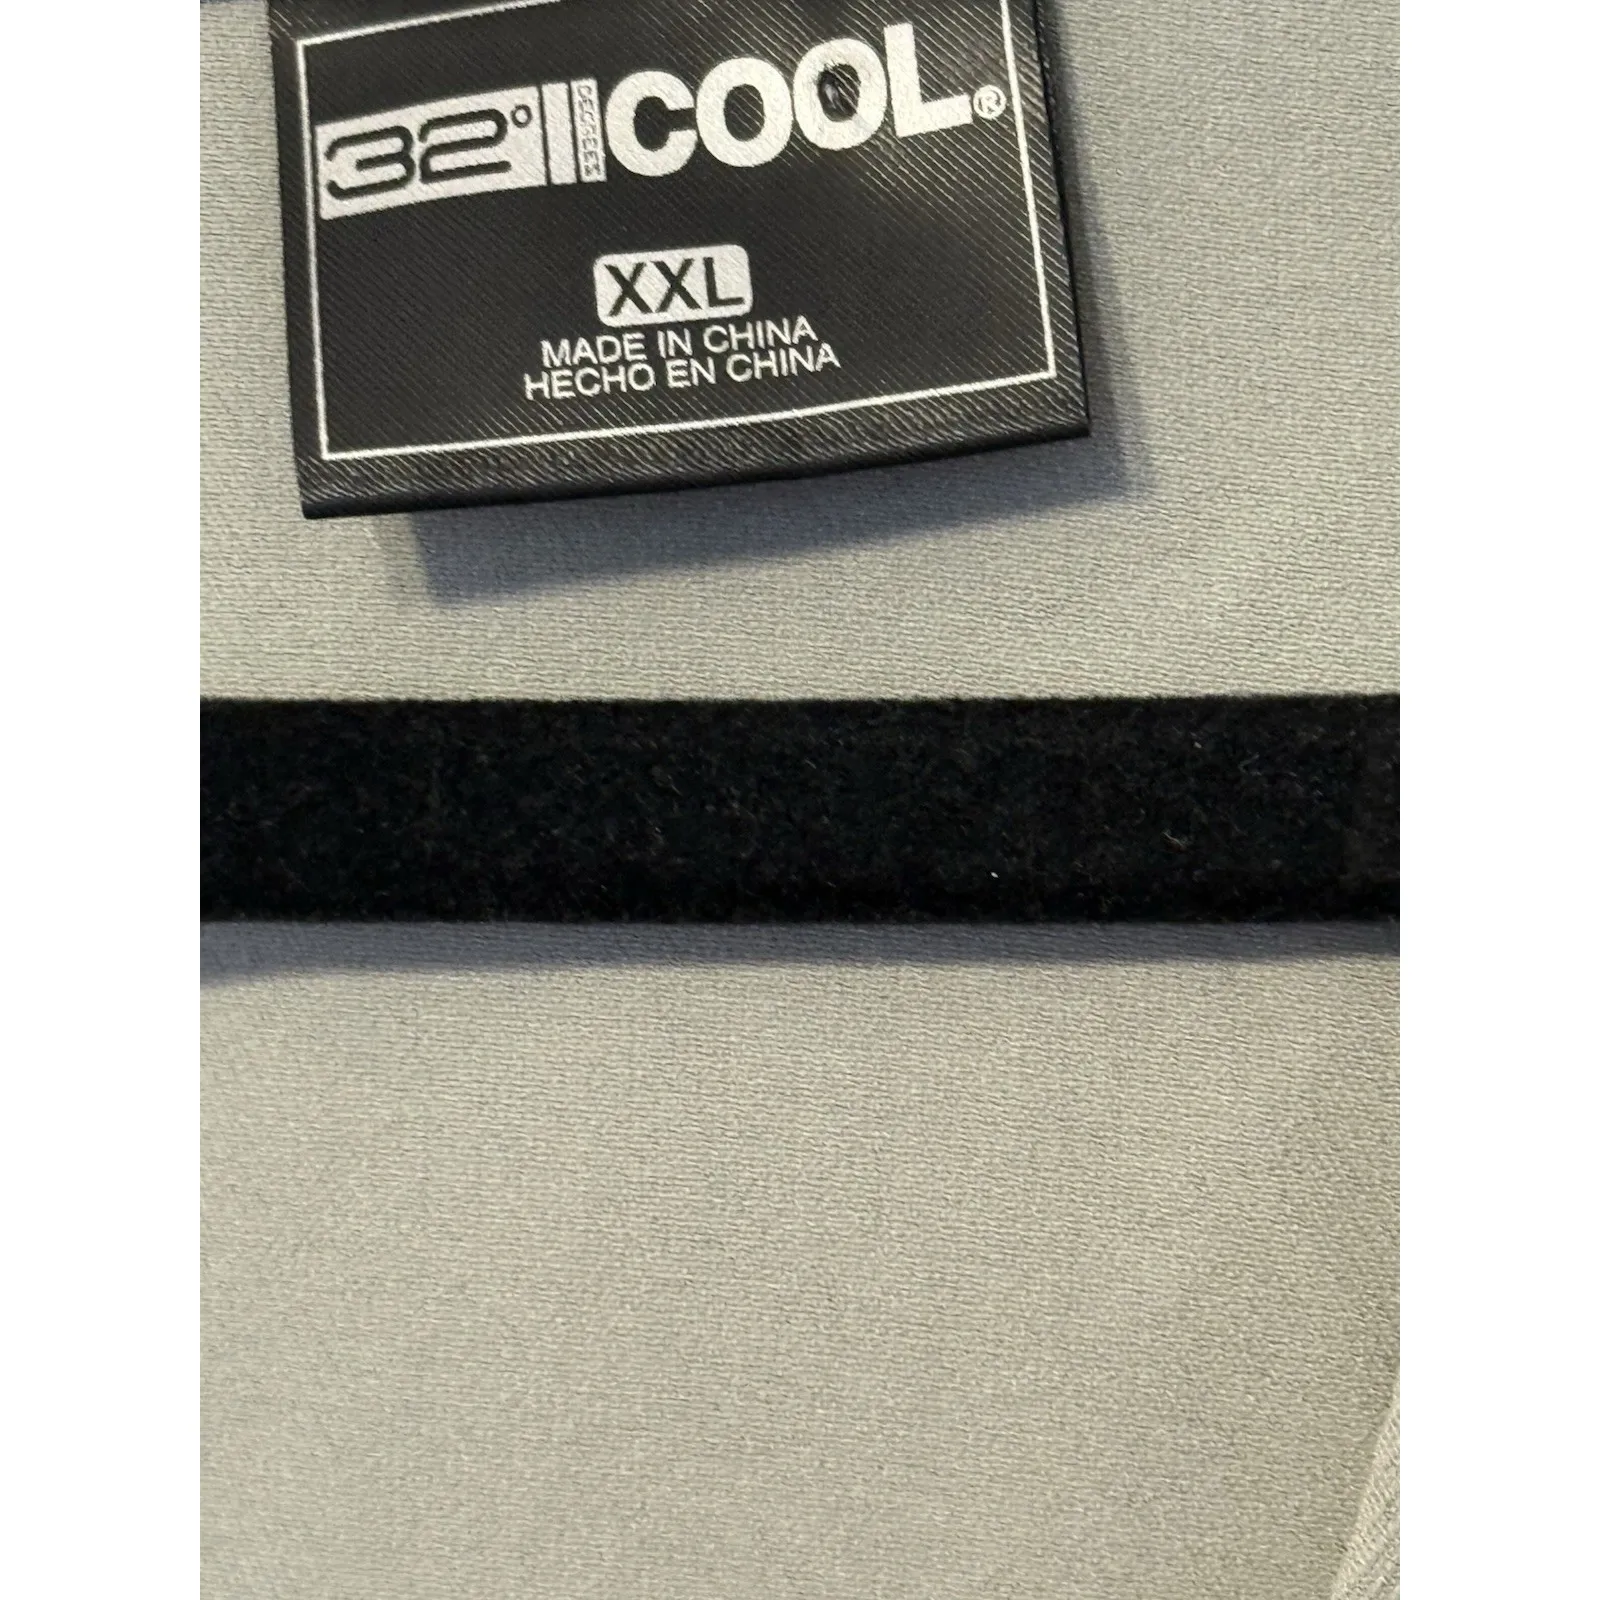 32° DEGREES COOL®
XXL
MADE IN CHINA
HECHO EN CHINA